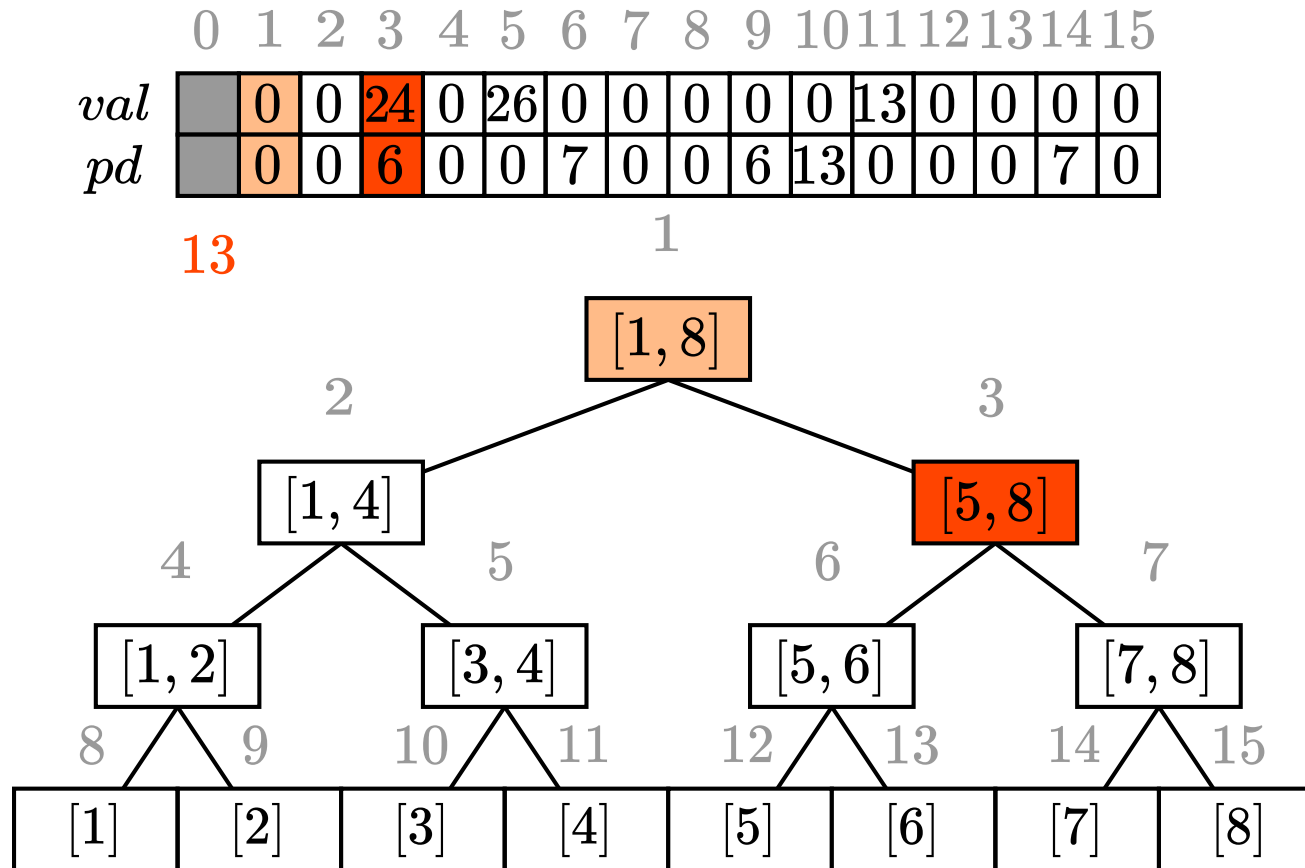 0 1 2 3 4 5 6 7 8 9 10 11 12 13 14 15
val 0 0 24 0 26 0 0 0 0 0 13 0 0 0 0
pd 0 0 6 0 0 7 0 0 6 13 0 0 0 7 0
13
1
[1, 8]
2 3
[1, 4] [5, 8]
4 5 6 7
[1, 2] [3, 4] [5, 6] [7, 8]
8 9 10 11 12 13 14 15
[1] [2] [3] [4] [5] [6] [7] [8]